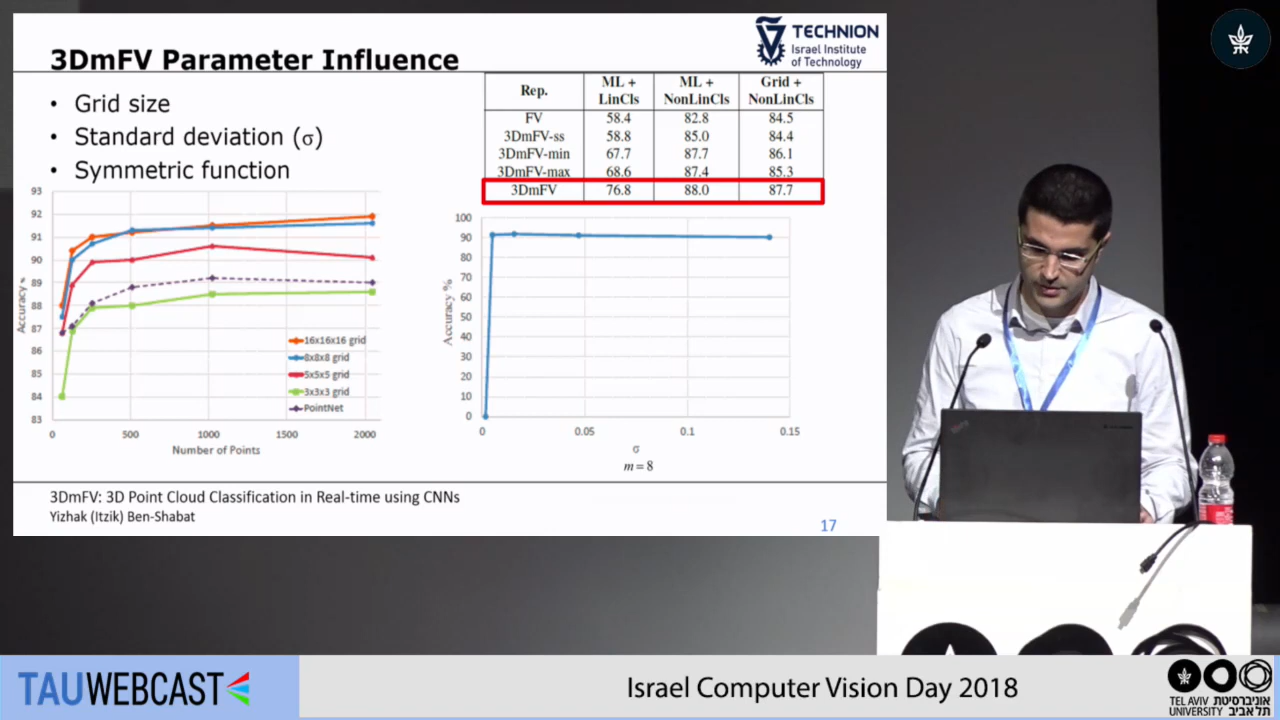 3DmFV Parameter Influence
TECHNION
Israel Institute
of Technology
• Grid size
• Standard deviation (σ)
• Symmetric function
Rep. ML + LinCls ML + NonLinCls Grid + NonLinCls
FV 58.4 82.8 84.5
3DmFV-ss 58.8 85.0 84.4
3DmFV-min 67.7 87.7 86.1
3DmFV-max 68.6 87.4 85.3
3DmFV 76.8 88.0 87.7
93
92
91
90
89
88
87
86
85
84
83
Accuracy %
0 500 1000 1500 2000
Number of Points
16x16x16 grid
8x8x8 grid
5x5x5 grid
3x3x3 grid
PointNet
100
90
80
70
60
50
40
30
20
10
0
Accuracy %
0 0.05 0.1 0.15
σ
m = 8
3DmFV: 3D Point Cloud Classification in Real-time using CNNs
Yizhak (Itzik) Ben-Shabat
17
TAUWEBCAST
Israel Computer Vision Day 2018
TEL AVIV אוניברסיטת
UNIVERSITY תל אביב